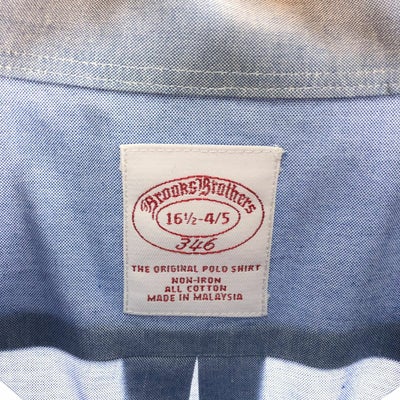 Brooks Brothers
16½-4/5
346
THE ORIGINAL POLO SHIRT
NON-IRON
ALL COTTON
MADE IN MALAYSIA